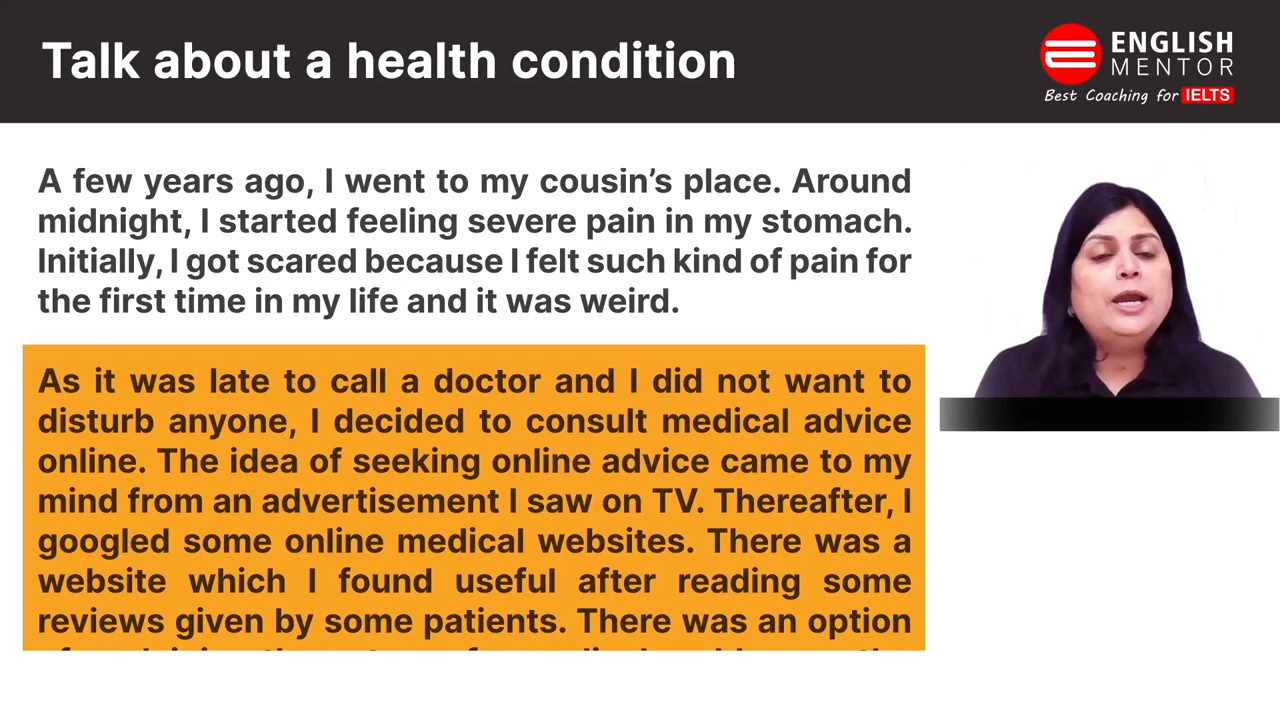 Talk about a health condition
ENGLISH
MENTOR
Best Coaching for IELTS
A few years ago, I went to my cousin's place. Around
midnight, I started feeling severe pain in my stomach.
Initially, I got scared because I felt such kind of pain for
the first time in my life and it was weird.
As it was late to call a doctor and I did not want to
disturb anyone, I decided to consult medical advice
online. The idea of seeking online advice came to my
mind from an advertisement I saw on TV. Thereafter, I
googled some online medical websites. There was a
website which I found useful after reading some
reviews given by some patients. There was an option